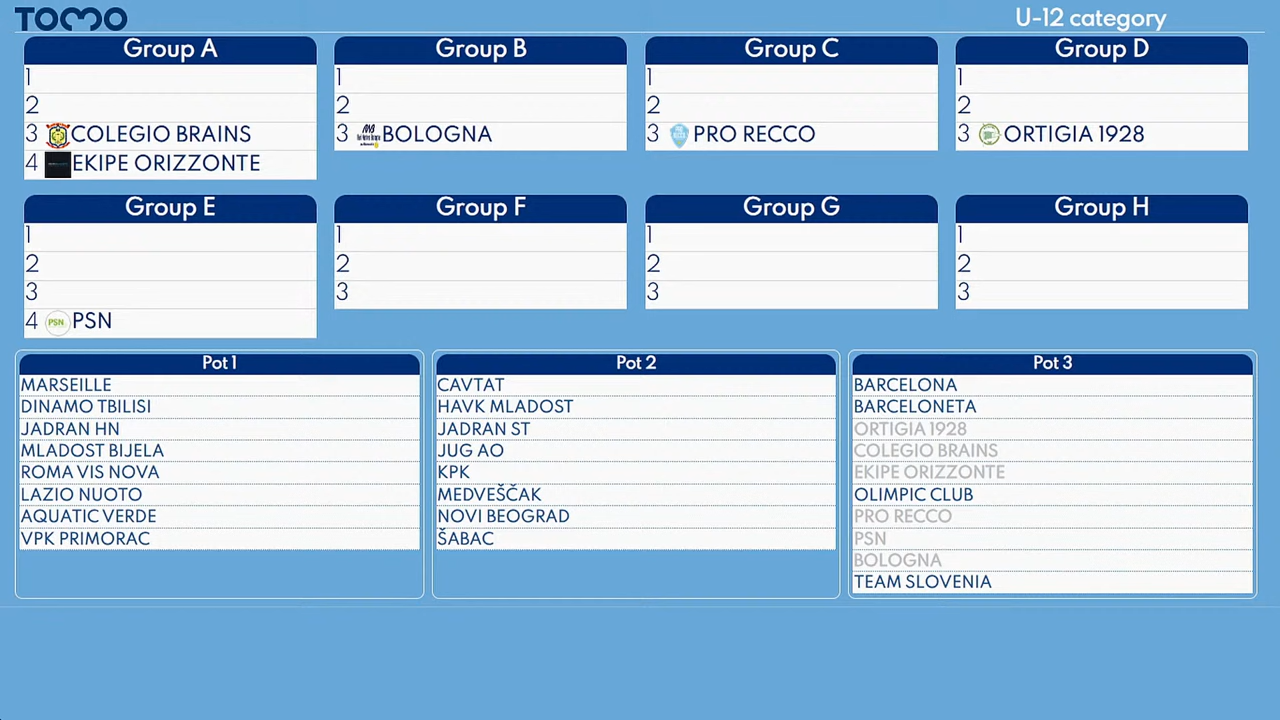 TOMO
U-12 category
Group A
1
2
3 COLEGIO BRAINS
4 EKIPE ORIZZONTE
Group B
1
2
3 BOLOGNA
Group C
1
2
3 PRO RECCO
Group D
1
2
3 ORTIGIA 1928
Group E
1
2
3
4 PSN PSN
Group F
1
2
3
Group G
1
2
3
Group H
1
2
3
Pot 1
MARSEILLE
DINAMO TBILISI
JADRAN HN
MLADOST BIJELA
ROMA VIS NOVA
LAZIO NUOTO
AQUATIC VERDE
VPK PRIMORAC
Pot 2
CAVTAT
HAVK MLADOST
JADRAN ST
JUG AO
KPK
MEDVEŠČAK
NOVI BEOGRAD
ŠABAC
Pot 3
BARCELONA
BARCELONETA
ORTIGIA 1928
COLEGIO BRAINS
EKIPE ORIZZONTE
OLIMPIC CLUB
PRO RECCO
PSN
BOLOGNA
TEAM SLOVENIA